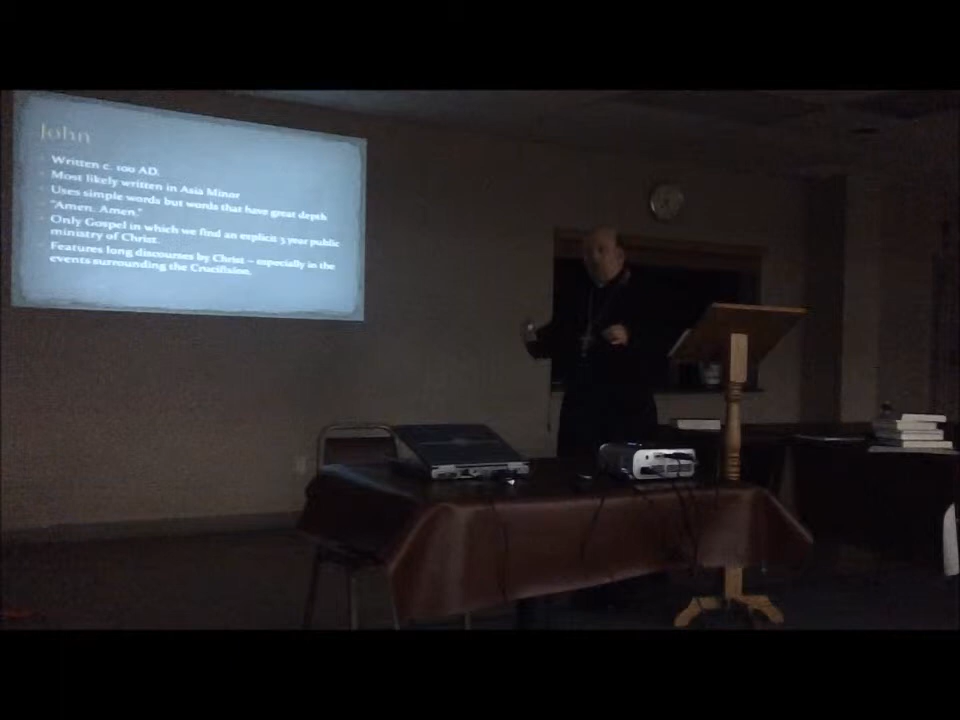 John
Written c. 100 AD.
Most likely written in Asia Minor
Uses simple words but words that have great depth
"Amen, Amen."
Only Gospel in which we find an explicit 3 year public
ministry of Christ.
Features long discourses by Christ – especially in the
events surrounding the Crucifixion.